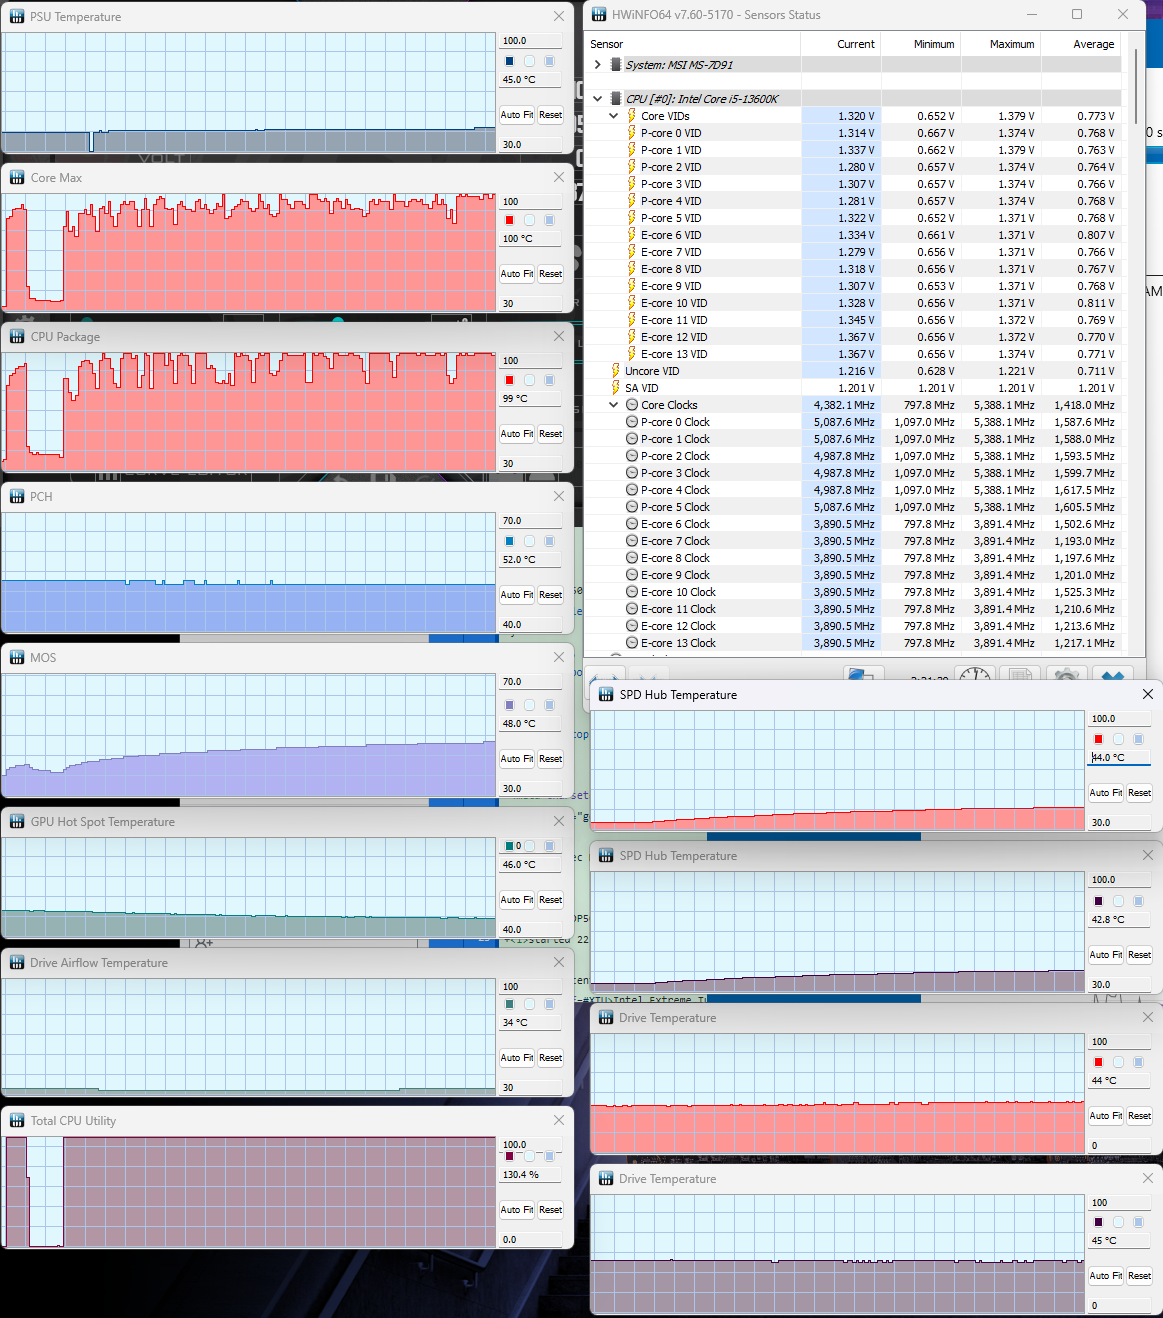 PSU Temperature
100.0
45.0 °C
Auto Fit Reset
30.0
VOLT
Core Max
100
100 °C
Auto Fit Reset
30
CPU Package
100
99 °C
Auto Fit Reset
30
PCH
70.0
52.0 °C
Auto Fit Reset
40.0
MOS
70.0
48.0 °C
Auto Fit Reset
30.0
GPU Hot Spot Temperature
0
46.0 °C
Auto Fit Reset
40.0
started 22
Drive Airflow Temperature
100
34 °C
Auto Fit Reset
30
Total CPU Utility
100.0
130.4 %
Auto Fit Reset
0.0
HWiNFO64 v7.60-5170 - Sensors Status
Sensor Current Minimum Maximum Average
System: MSI MS-7D91
CPU [#0]: Intel Core i5-13600K
Core VIDs 1.320 V 0.652 V 1.379 V 0.773 V
P-core 0 VID 1.314 V 0.667 V 1.374 V 0.768 V
P-core 1 VID 1.337 V 0.662 V 1.379 V 0.763 V
P-core 2 VID 1.280 V 0.657 V 1.374 V 0.764 V
P-core 3 VID 1.307 V 0.657 V 1.374 V 0.766 V
P-core 4 VID 1.281 V 0.657 V 1.374 V 0.768 V
P-core 5 VID 1.322 V 0.652 V 1.371 V 0.768 V
E-core 6 VID 1.334 V 0.661 V 1.371 V 0.807 V
E-core 7 VID 1.279 V 0.656 V 1.371 V 0.766 V
E-core 8 VID 1.318 V 0.656 V 1.371 V 0.767 V
E-core 9 VID 1.307 V 0.653 V 1.371 V 0.768 V
E-core 10 VID 1.328 V 0.656 V 1.371 V 0.811 V
E-core 11 VID 1.345 V 0.656 V 1.372 V 0.769 V
E-core 12 VID 1.367 V 0.656 V 1.372 V 0.770 V
E-core 13 VID 1.367 V 0.656 V 1.374 V 0.771 V
Uncore VID 1.216 V 0.628 V 1.221 V 0.711 V
SA VID 1.201 V 1.201 V 1.201 V 1.201 V
Core Clocks 4,382.1 MHz 797.8 MHz 5,388.1 MHz 1,418.0 MHz
P-core 0 Clock 5,087.6 MHz 1,097.0 MHz 5,388.1 MHz 1,587.6 MHz
P-core 1 Clock 5,087.6 MHz 1,097.0 MHz 5,388.1 MHz 1,588.0 MHz
P-core 2 Clock 4,987.8 MHz 1,097.0 MHz 5,388.1 MHz 1,593.5 MHz
P-core 3 Clock 4,987.8 MHz 1,097.0 MHz 5,388.1 MHz 1,599.7 MHz
P-core 4 Clock 4,987.8 MHz 1,097.0 MHz 5,388.1 MHz 1,617.5 MHz
P-core 5 Clock 5,087.6 MHz 1,097.0 MHz 5,388.1 MHz 1,605.5 MHz
E-core 6 Clock 3,890.5 MHz 797.8 MHz 3,891.4 MHz 1,502.6 MHz
E-core 7 Clock 3,890.5 MHz 797.8 MHz 3,891.4 MHz 1,193.0 MHz
E-core 8 Clock 3,890.5 MHz 797.8 MHz 3,891.4 MHz 1,197.6 MHz
E-core 9 Clock 3,890.5 MHz 797.8 MHz 3,891.4 MHz 1,201.0 MHz
E-core 10 Clock 3,890.5 MHz 797.8 MHz 3,891.4 MHz 1,525.3 MHz
E-core 11 Clock 3,890.5 MHz 797.8 MHz 3,891.4 MHz 1,210.6 MHz
E-core 12 Clock 3,890.5 MHz 797.8 MHz 3,891.4 MHz 1,213.6 MHz
E-core 13 Clock 3,890.5 MHz 797.8 MHz 3,891.4 MHz 1,217.1 MHz
0 s
AM
SPD Hub Temperature
100.0
44.0 °C
Auto Fit Reset
30.0
SPD Hub Temperature
100.0
42.8 °C
Auto Fit Reset
30.0
-#XTU>Intel Extreme Tu
Drive Temperature
100
44 °C
Auto Fit Reset
0
Drive Temperature
100
45 °C
Auto Fit Reset
0